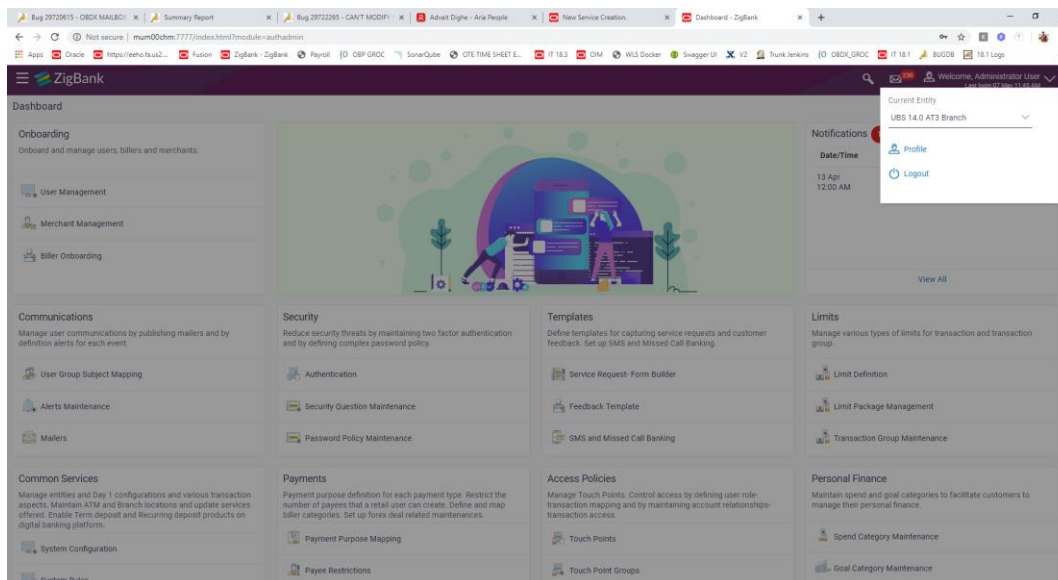 Bug 29720615 - OBDX MAILBOX
Summary Report
Bug 29722265 - CAN'T MODIFY
Advait Dighe - Aria People
New Service Creation.
Dashboard - ZigBank
Not secure | mum00chm:7777/index.html?module=authadmin
Apps Oracle Fusion ZigBank - ZigBank Payroll OBP GROC SonarQube OTE TIME SHEET E... IT 18.3 OIM WLS Docker Swagger UI V2 Trunk Jenkins OBDX_GROC IT 18.1 BUGDB 18.1 Logs
ZigBank
Welcome, Administrator User
Last login 07 May 11:45 AM
Current Entity
UBS 14.0 AT3 Branch
Profile
Logout
Dashboard
Onboarding
Onboard and manage users, billers and merchants.
User Management
Merchant Management
Biller Onboarding
Notifications
Date/Time
13 Apr
12:00 AM
View All
Communications
Manage user communications by publishing mailers and by
definition alerts for each event.
User Group Subject Mapping
Alerts Maintenance
Mailers
Security
Reduce security threats by maintaining two factor authentication
and by defining complex password policy.
Authentication
Security Question Maintenance
Password Policy Maintenance
Templates
Define templates for capturing service requests and customer
feedback. Set up SMS and Missed Call Banking.
Service Request- Form Builder
Feedback Template
SMS and Missed Call Banking
Limits
Manage various types of limits for transaction and transaction
group.
Limit Definition
Limit Package Management
Transaction Group Maintenance
Common Services
Manage entities and Day 1 configurations and various transaction
aspects. Maintain ATM and Branch locations and update services
offered. Enable Term deposit and Recurring deposit products on
digital banking platform.
System Configuration
System Rules
Payments
Payment purpose definition for each payment type. Restrict the
number of payees that a retail user can create. Define and map
biller categories. Set up forex deal related maintenances.
Payment Purpose Mapping
Payee Restrictions
Access Policies
Manage Touch Points. Control access by defining user role-
transaction mapping and by maintaining account relationships-
transaction access.
Touch Points
Touch Point Groups
Personal Finance
Maintain spend and goal categories to facilitate customers to
manage their personal finance.
Spend Category Maintenance
Goal Category Maintenance